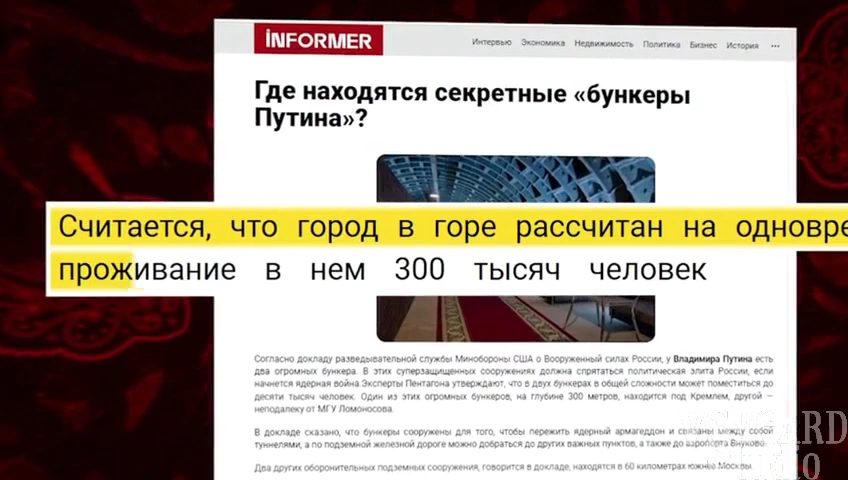 INFORMER
Интервью Экономика Недвижимость Политика Бизнес История ...
Где находятся секретные «бункеры
Путина»?
Считается, что город в горе рассчитан на одновре
проживание в нем 300 тысяч человек
Согласно докладу разведывательной службы Минобороны США о Вооруженный силах России, у Владимира Путина есть
два огромных бункера. В этих суперзащищенных сооружениях должна спрятаться политическая элита России, если
начнется ядерная война.Эксперты Пентагона утверждают, что в двух бункерах в общей сложности может поместиться до
десяти тысяч человек. Один из этих огромных бункеров, на глубине 300 метров, находится под Кремлем, другой —
неподалеку от МГУ Ломоносова.
В докладе сказано, что бункеры сооружены для того, чтобы пережить ядерный армагеддон и связаны между собой
туннелями, а по подземной железной дороге можно добраться до других важных пунктов, а также до аэропорта Внуково.
Два других оборонительных подземных сооружения, говорится в докладе, находятся в 60 километрах южнее Москвы